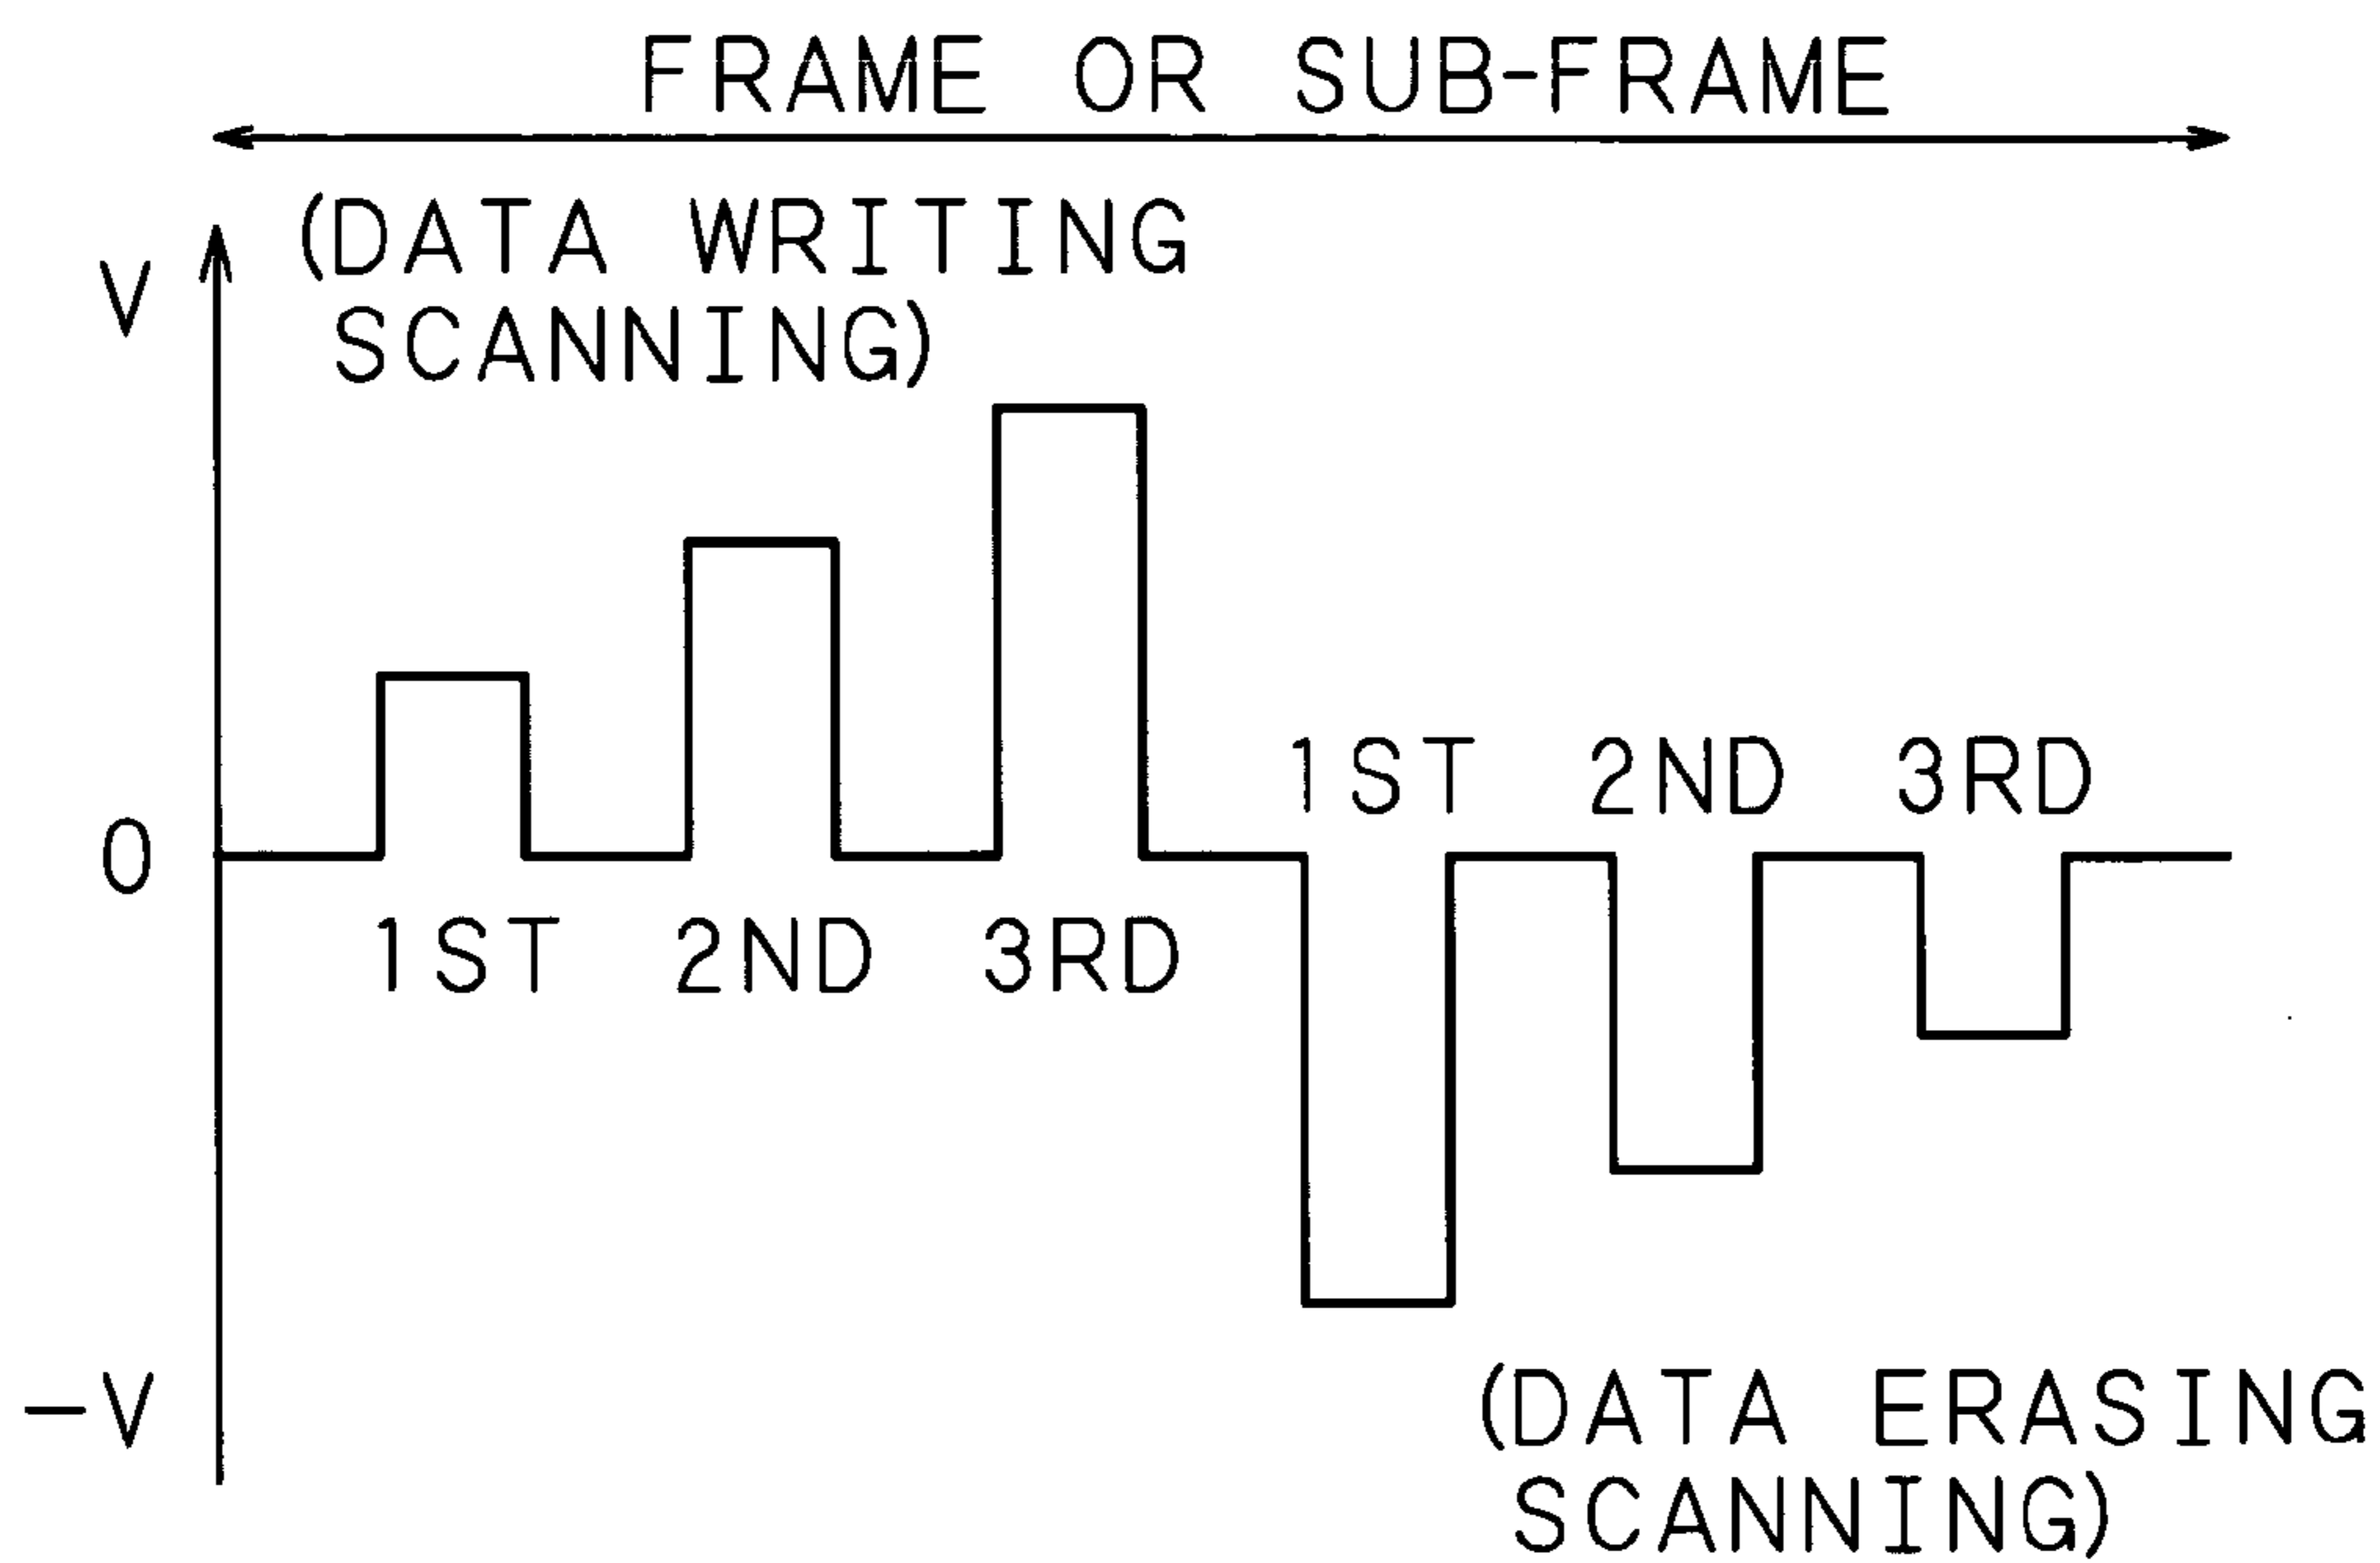 FRAME OR SUB-FRAME
(DATA WRITING
SCANNING)
V
1ST 2ND 3RD
0
1ST 2ND 3RD
-V
(DATA ERASING
SCANNING)